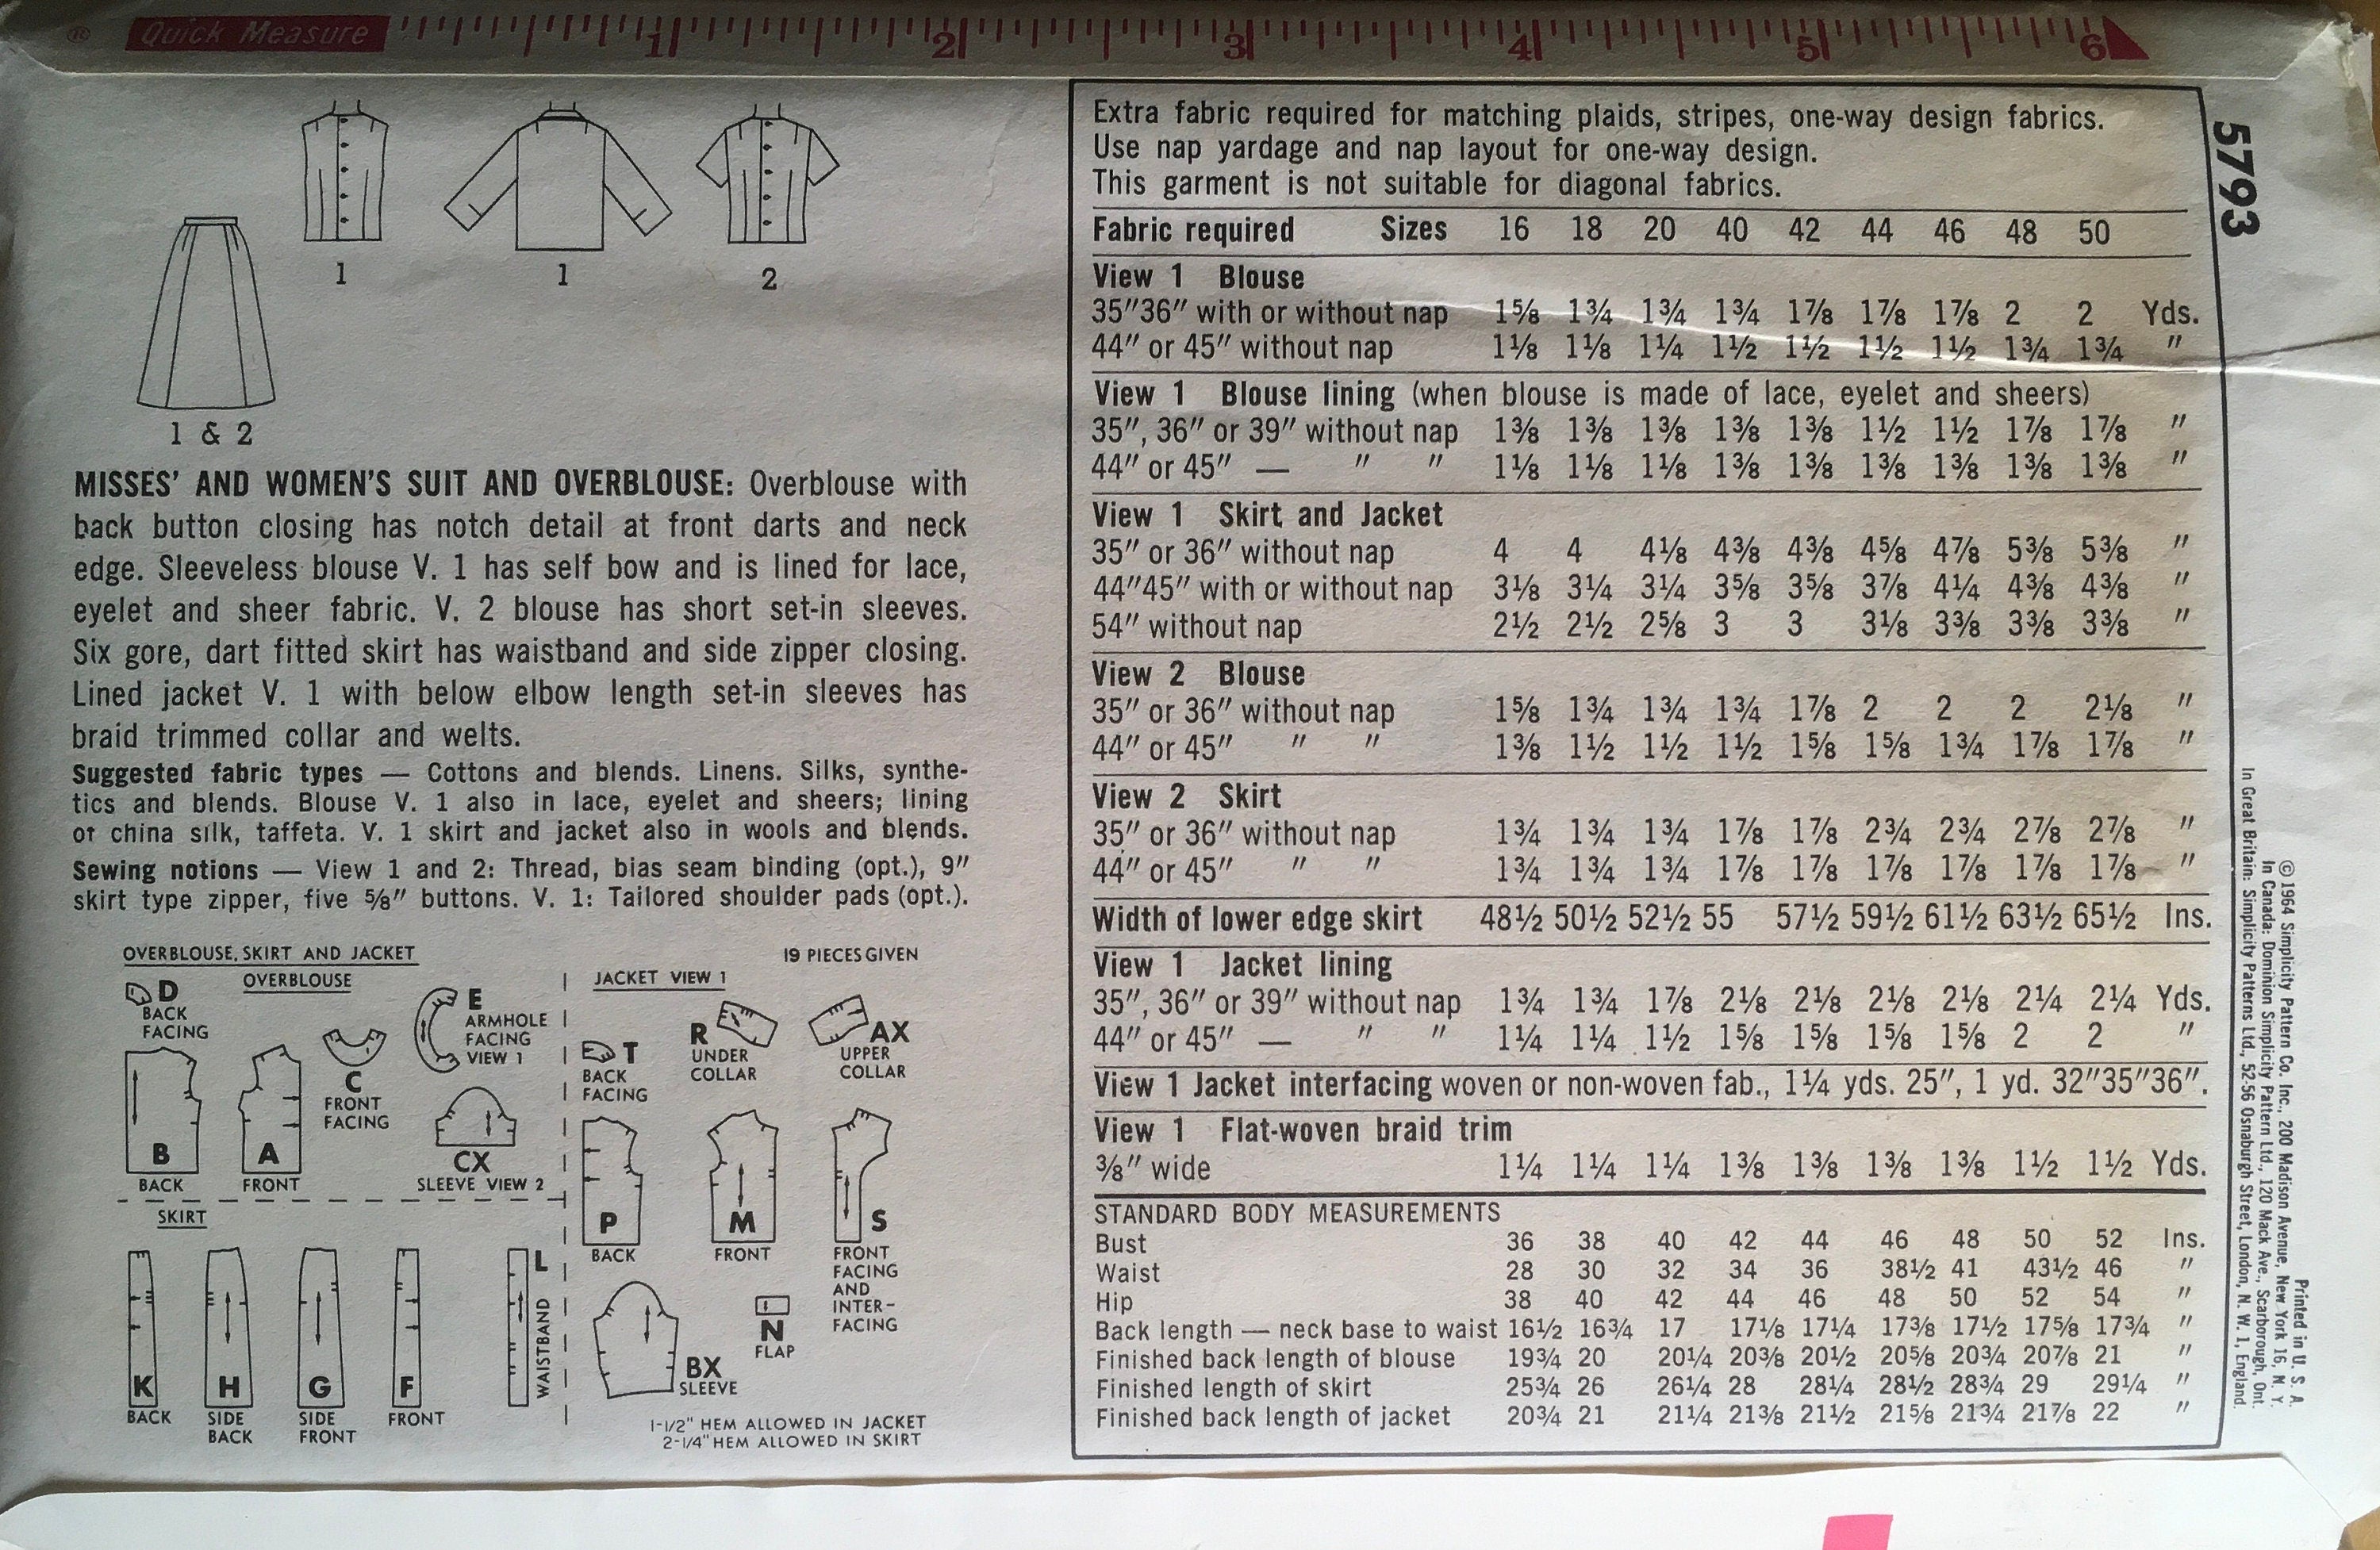 ® Quick Measure 1 2 3 4 5 6
1 1 2
1 & 2
MISSES' AND WOMEN'S SUIT AND OVERBLOUSE: Overblouse with
back button closing has notch detail at front darts and neck
edge. Sleeveless blouse V. 1 has self bow and is lined for lace,
eyelet and sheer fabric. V. 2 blouse has short set-in sleeves.
Six gore, dart fitted skirt has waistband and side zipper closing.
Lined jacket V. 1 with below elbow length set-in sleeves has
braid trimmed collar and welts.
Suggested fabric types — Cottons and blends. Linens. Silks, synthe-
tics and blends. Blouse V. 1 also in lace, eyelet and sheers; lining
of china silk, taffeta. V. 1 skirt and jacket also in wools and blends.
Sewing notions — View 1 and 2: Thread, bias seam binding (opt.), 9"
skirt type zipper, five 5/8" buttons. V. 1: Tailored shoulder pads (opt.).
OVERBLOUSE, SKIRT AND JACKET 19 PIECES GIVEN
OVERBLOUSE
D
BACK
FACING
E
ARMHOLE
FACING
VIEW 1
B
BACK
A
FRONT
C
FRONT
FACING
CX
SLEEVE VIEW 2
SKIRT
K
BACK
H
SIDE
BACK
G
SIDE
FRONT
F
FRONT
L
WAISTBAND
JACKET VIEW 1
T
BACK
FACING
R
UNDER
COLLAR
AX
UPPER
COLLAR
P
BACK
M
FRONT
S
FRONT
FACING
AND
INTER-
FACING
BX
SLEEVE
N
FLAP
1-1/2" HEM ALLOWED IN JACKET
2-1/4" HEM ALLOWED IN SKIRT
Extra fabric required for matching plaids, stripes, one-way design fabrics.
Use nap yardage and nap layout for one-way design.
This garment is not suitable for diagonal fabrics.
Fabric required Sizes 16 18 20 40 42 44 46 48 50
View 1 Blouse
35"36" with or without nap 1⅝ 1¾ 1¾ 1¾ 1⅞ 1⅞ 1⅞ 2 2 Yds.
44" or 45" without nap 1⅛ 1⅛ 1¼ 1½ 1½ 1½ 1½ 1¾ 1¾ "
View 1 Blouse lining (when blouse is made of lace, eyelet and sheers)
35", 36" or 39" without nap 1⅜ 1⅜ 1⅜ 1⅜ 1⅜ 1½ 1½ 1⅞ 1⅞ "
44" or 45" — " " 1⅛ 1⅛ 1⅛ 1⅜ 1⅜ 1⅜ 1⅜ 1⅜ 1⅜ "
View 1 Skirt and Jacket
35" or 36" without nap 4 4 4⅛ 4⅜ 4⅜ 4⅝ 4⅞ 5⅜ 5⅜ "
44"45" with or without nap 3⅛ 3¼ 3¼ 3⅝ 3⅝ 3⅞ 4¼ 4⅜ 4⅜ "
54" without nap 2½ 2½ 2⅝ 3 3 3⅛ 3⅜ 3⅜ 3⅜ "
View 2 Blouse
35" or 36" without nap 1⅝ 1¾ 1¾ 1¾ 1⅞ 2 2 2 2⅛ "
44" or 45" " " 1⅜ 1½ 1½ 1½ 1⅝ 1⅝ 1¾ 1⅞ 1⅞ "
View 2 Skirt
35" or 36" without nap 1¾ 1¾ 1¾ 1⅞ 1⅞ 2¾ 2¾ 2⅞ 2⅞ "
44" or 45" " " 1¾ 1¾ 1¾ 1⅞ 1⅞ 1⅞ 1⅞ 1⅞ 1⅞ "
Width of lower edge skirt 48½ 50½ 52½ 55 57½ 59½ 61½ 63½ 65½ Ins.
View 1 Jacket lining
35", 36" or 39" without nap 1¾ 1¾ 1⅞ 2⅛ 2⅛ 2⅛ 2⅛ 2¼ 2¼ Yds.
44" or 45" — " " 1¼ 1¼ 1½ 1⅝ 1⅝ 1⅝ 1⅝ 2 2 "
View 1 Jacket interfacing woven or non-woven fab., 1¼ yds. 25", 1 yd. 32"35"36".
View 1 Flat-woven braid trim
⅜" wide 1¼ 1¼ 1¼ 1⅜ 1⅜ 1⅜ 1⅜ 1½ 1½ Yds.
STANDARD BODY MEASUREMENTS
Bust 36 38 40 42 44 46 48 50 52 Ins.
Waist 28 30 32 34 36 38½ 41 43½ 46 "
Hip 38 40 42 44 46 48 50 52 54 "
Back length — neck base to waist 16½ 16¾ 17 17⅛ 17¼ 17⅜ 17½ 17⅝ 17¾ "
Finished back length of blouse 19¾ 20 20¼ 20⅜ 20½ 20⅝ 20¾ 20⅞ 21 "
Finished length of skirt 25¾ 26 26¼ 28 28¼ 28½ 28¾ 29 29¼ "
Finished back length of jacket 20¾ 21 21¼ 21⅜ 21½ 21⅝ 21¾ 21⅞ 22 "
5793
Printed in U. S. A.
© 1964 Simplicity Pattern Co. Inc., 200 Madison Avenue, New York 16, N. Y.
In Canada: Dominion Simplicity Pattern Ltd., 120 Mack Ave., Scarborough, Ont.
In Great Britain: Simplicity Patterns Ltd., 52-56 Osnaburgh Street, London, N. W. 1, England.